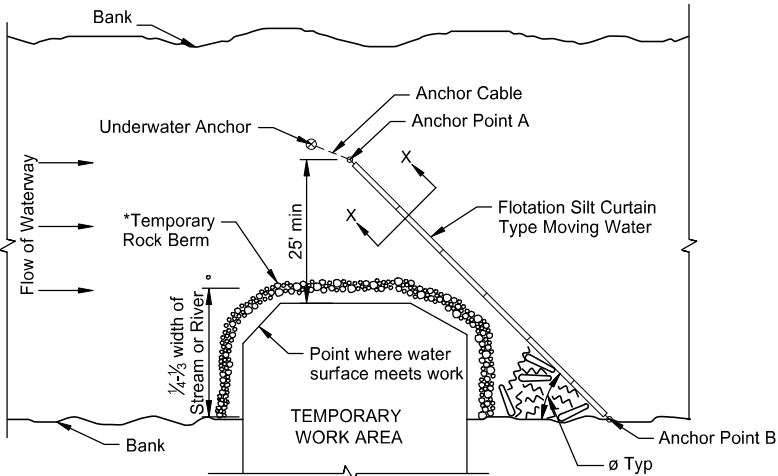 Bank
Anchor Cable
Underwater Anchor
Anchor Point A
X
X
Flow of Waterway
*Temporary
Rock Berm
25' min
Flotation Silt Curtain
Type Moving Water
¼-⅓ width of
Stream or River
Point where water
surface meets work
TEMPORARY
WORK AREA
Bank
Anchor Point B
ø Typ